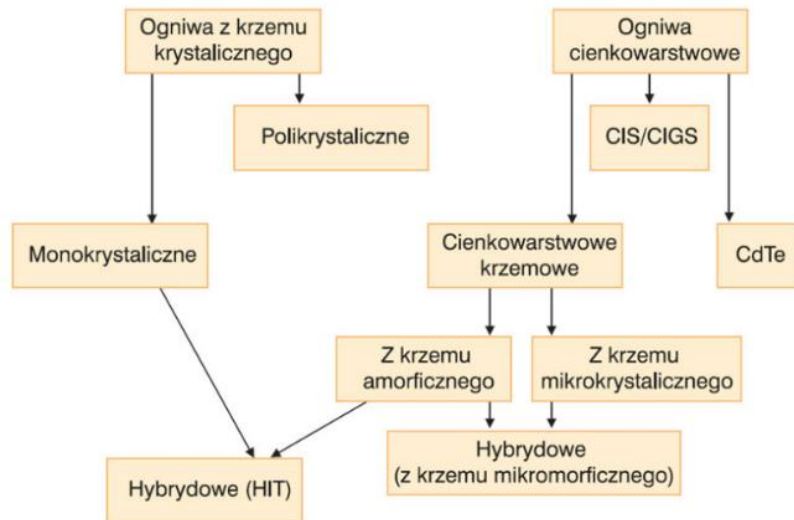 Ogniwa z krzemu
krystalicznego
Ogniwa
cienkowarstwowe
Polikrystaliczne
CIS/CIGS
Monokrystaliczne
Cienkowarstwowe
krzemowe
CdTe
Z krzemu
amorficznego
Z krzemu
mikrokrystalicznego
Hybrydowe (HIT)
Hybrydowe
(z krzemu mikromorficznego)